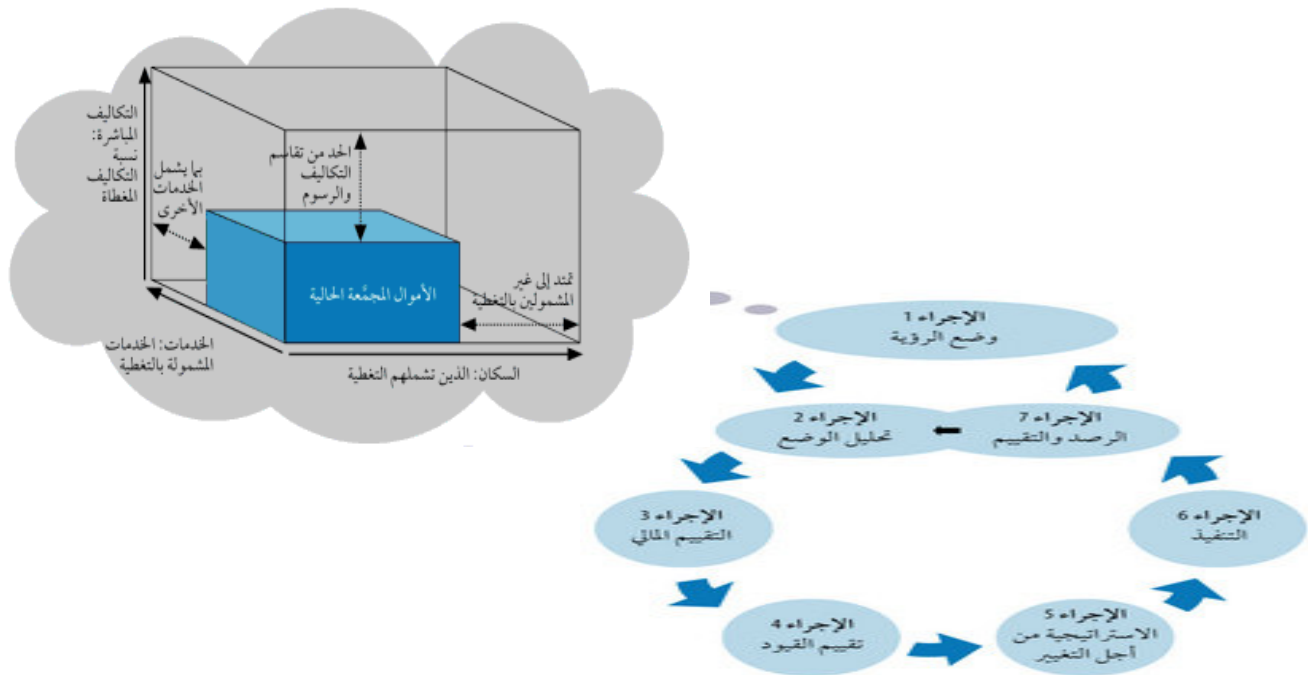 التكاليف
المباشرة:
نسبة
التكاليف
المغطاة
بما يشمل
الخدمات
الأخرى
الحد من تقاسم
التكاليف
والرسوم
الأموال المجمَّعة الحالية
تمتد إلى غير
المشمولين بالتغطية
الخدمات: الخدمات
المشمولة بالتغطية
السكان: الذين تشملهم التغطية
الإجراء 1
وضع الرؤية
الإجراء 2
تحليل الوضع
الإجراء 3
التقييم المالي
الإجراء 4
تقييم القيود
الإجراء 5
الاستراتيجية من
أجل التغيير
الإجراء 6
التنفيذ
الإجراء 7
الرصد والتقييم